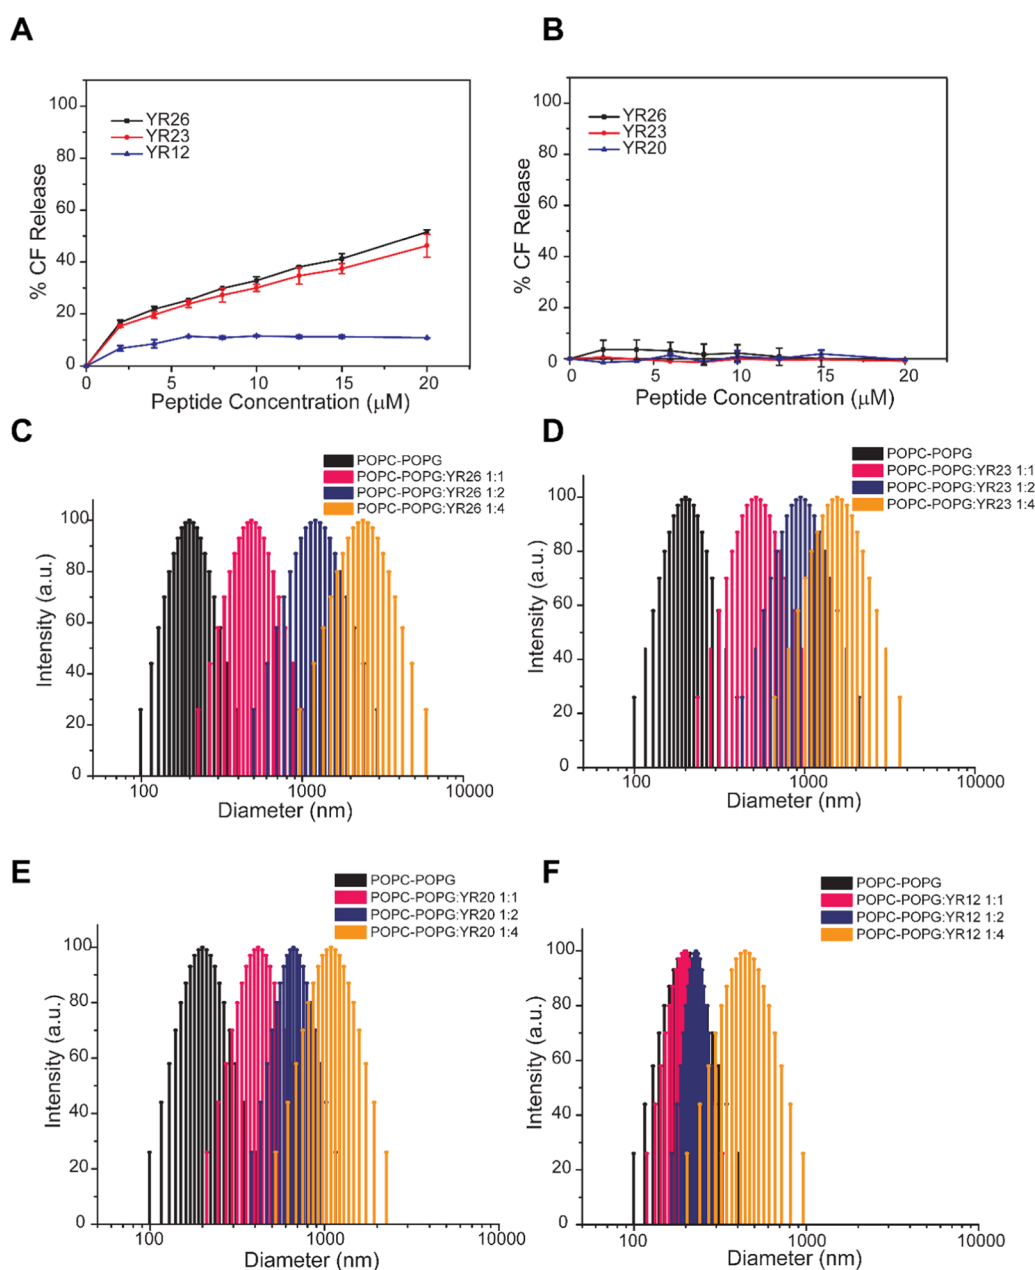 A
B
100
80
60
40
20
0
% CF Release
YR26
YR23
YR12
0
5
10
15
20
Peptide Concentration (μM)
100
80
60
40
20
0
% CF Release
YR26
YR23
YR20
0
5
10
15
20
Peptide Concentration (μM)
C
D
POPC-POPG
POPC-POPG:YR26 1:1
POPC-POPG:YR26 1:2
POPC-POPG:YR26 1:4
100
80
60
40
20
0
Intensity (a.u.)
100
1000
10000
Diameter (nm)
POPC-POPG
POPC-POPG:YR23 1:1
POPC-POPG:YR23 1:2
POPC-POPG:YR23 1:4
100
80
60
40
20
0
Intensity (a.u.)
100
1000
10000
Diameter (nm)
E
F
POPC-POPG
POPC-POPG:YR20 1:1
POPC-POPG:YR20 1:2
POPC-POPG:YR20 1:4
100
80
60
40
20
0
Intensity (a.u.)
100
1000
10000
Diameter (nm)
POPC-POPG
POPC-POPG:YR12 1:1
POPC-POPG:YR12 1:2
POPC-POPG:YR12 1:4
100
80
60
40
20
0
Intensity (a.u.)
100
1000
10000
Diameter (nm)